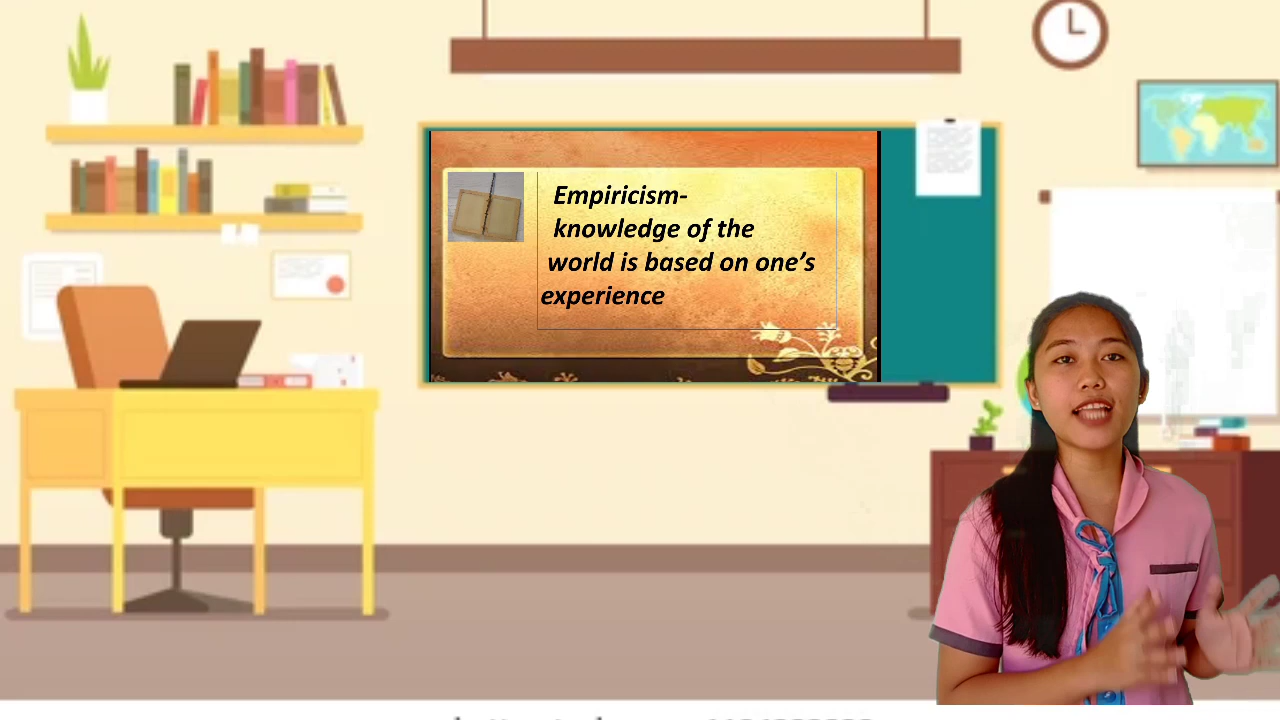 Empiricism-
knowledge of the
world is based on one’s
experience